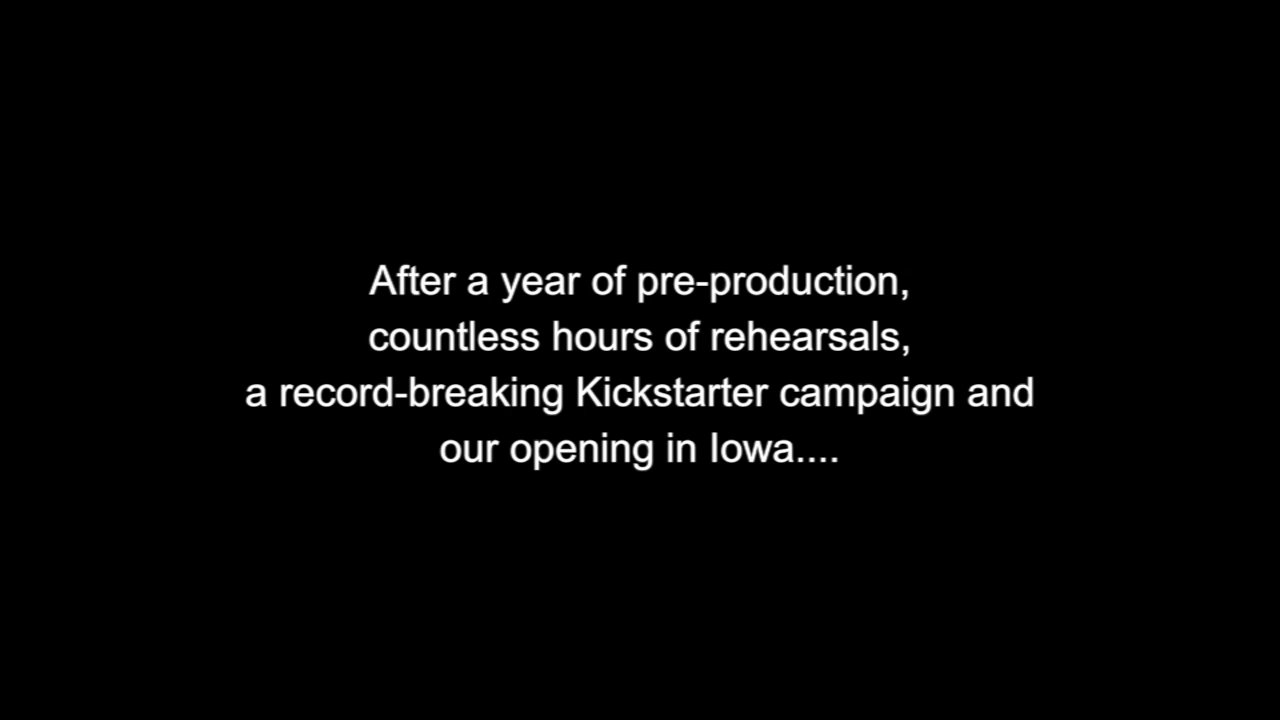 After a year of pre-production,
countless hours of rehearsals,
a record-breaking Kickstarter campaign and
our opening in Iowa....